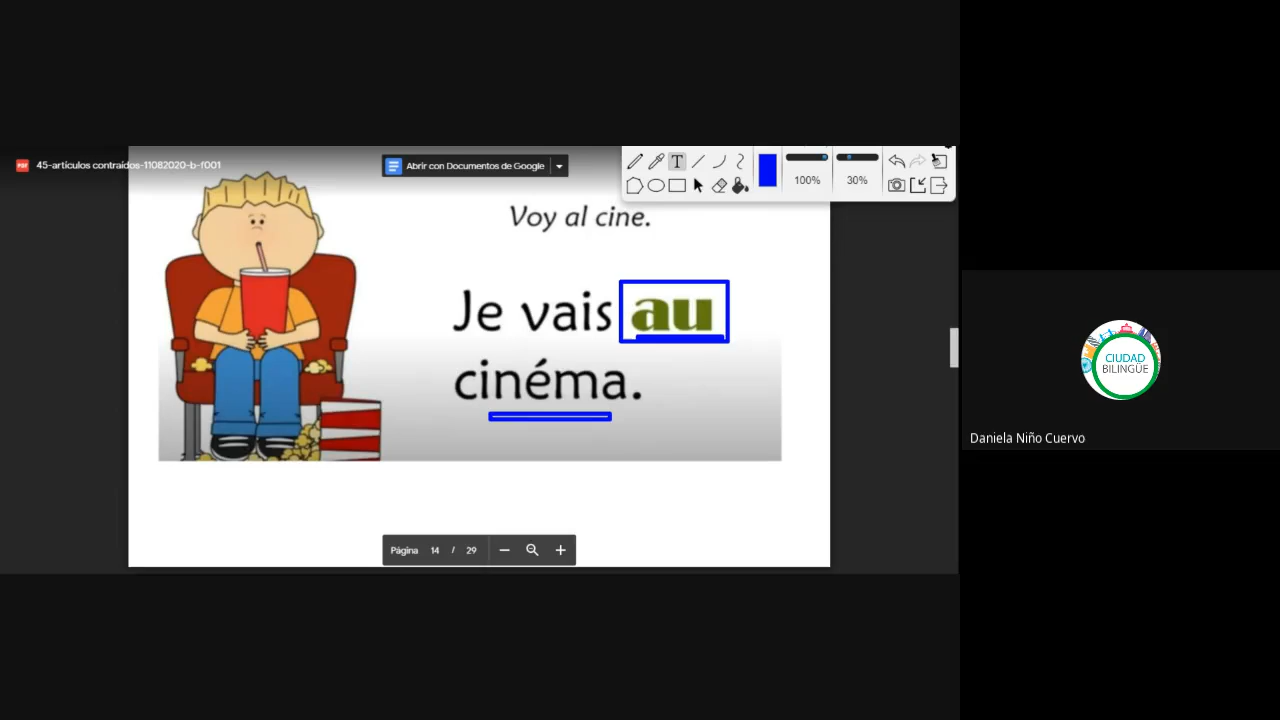 45-artículos contraídos-11082020-b-f001
Abrir con Documentos de Google
100%
30%
Voy al cine.
Je vais au
cinéma.
CIUDAD
BILINGÜE
Daniela Niño Cuervo
Página 14 / 29